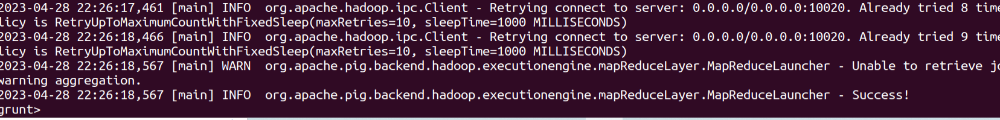 2023-04-28 22:26:17,461 [main] INFO  org.apache.hadoop.ipc.Client - Retrying connect to server: 0.0.0.0/0.0.0.0:10020. Already tried 8
licy is RetryUpToMaximumCountWithFixedSleep(maxRetries=10, sleepTime=1000 MILLISECONDS)
2023-04-28 22:26:18,466 [main] INFO  org.apache.hadoop.ipc.Client - Retrying connect to server: 0.0.0.0/0.0.0.0:10020. Already tried 9
licy is RetryUpToMaximumCountWithFixedSleep(maxRetries=10, sleepTime=1000 MILLISECONDS)
2023-04-28 22:26:18,567 [main] WARN  org.apache.pig.backend.hadoop.executionengine.mapReduceLayer.MapReduceLauncher - Unable to retrieve
warning aggregation.
2023-04-28 22:26:18,567 [main] INFO  org.apache.pig.backend.hadoop.executionengine.mapReduceLayer.MapReduceLauncher - Success!
grunt>